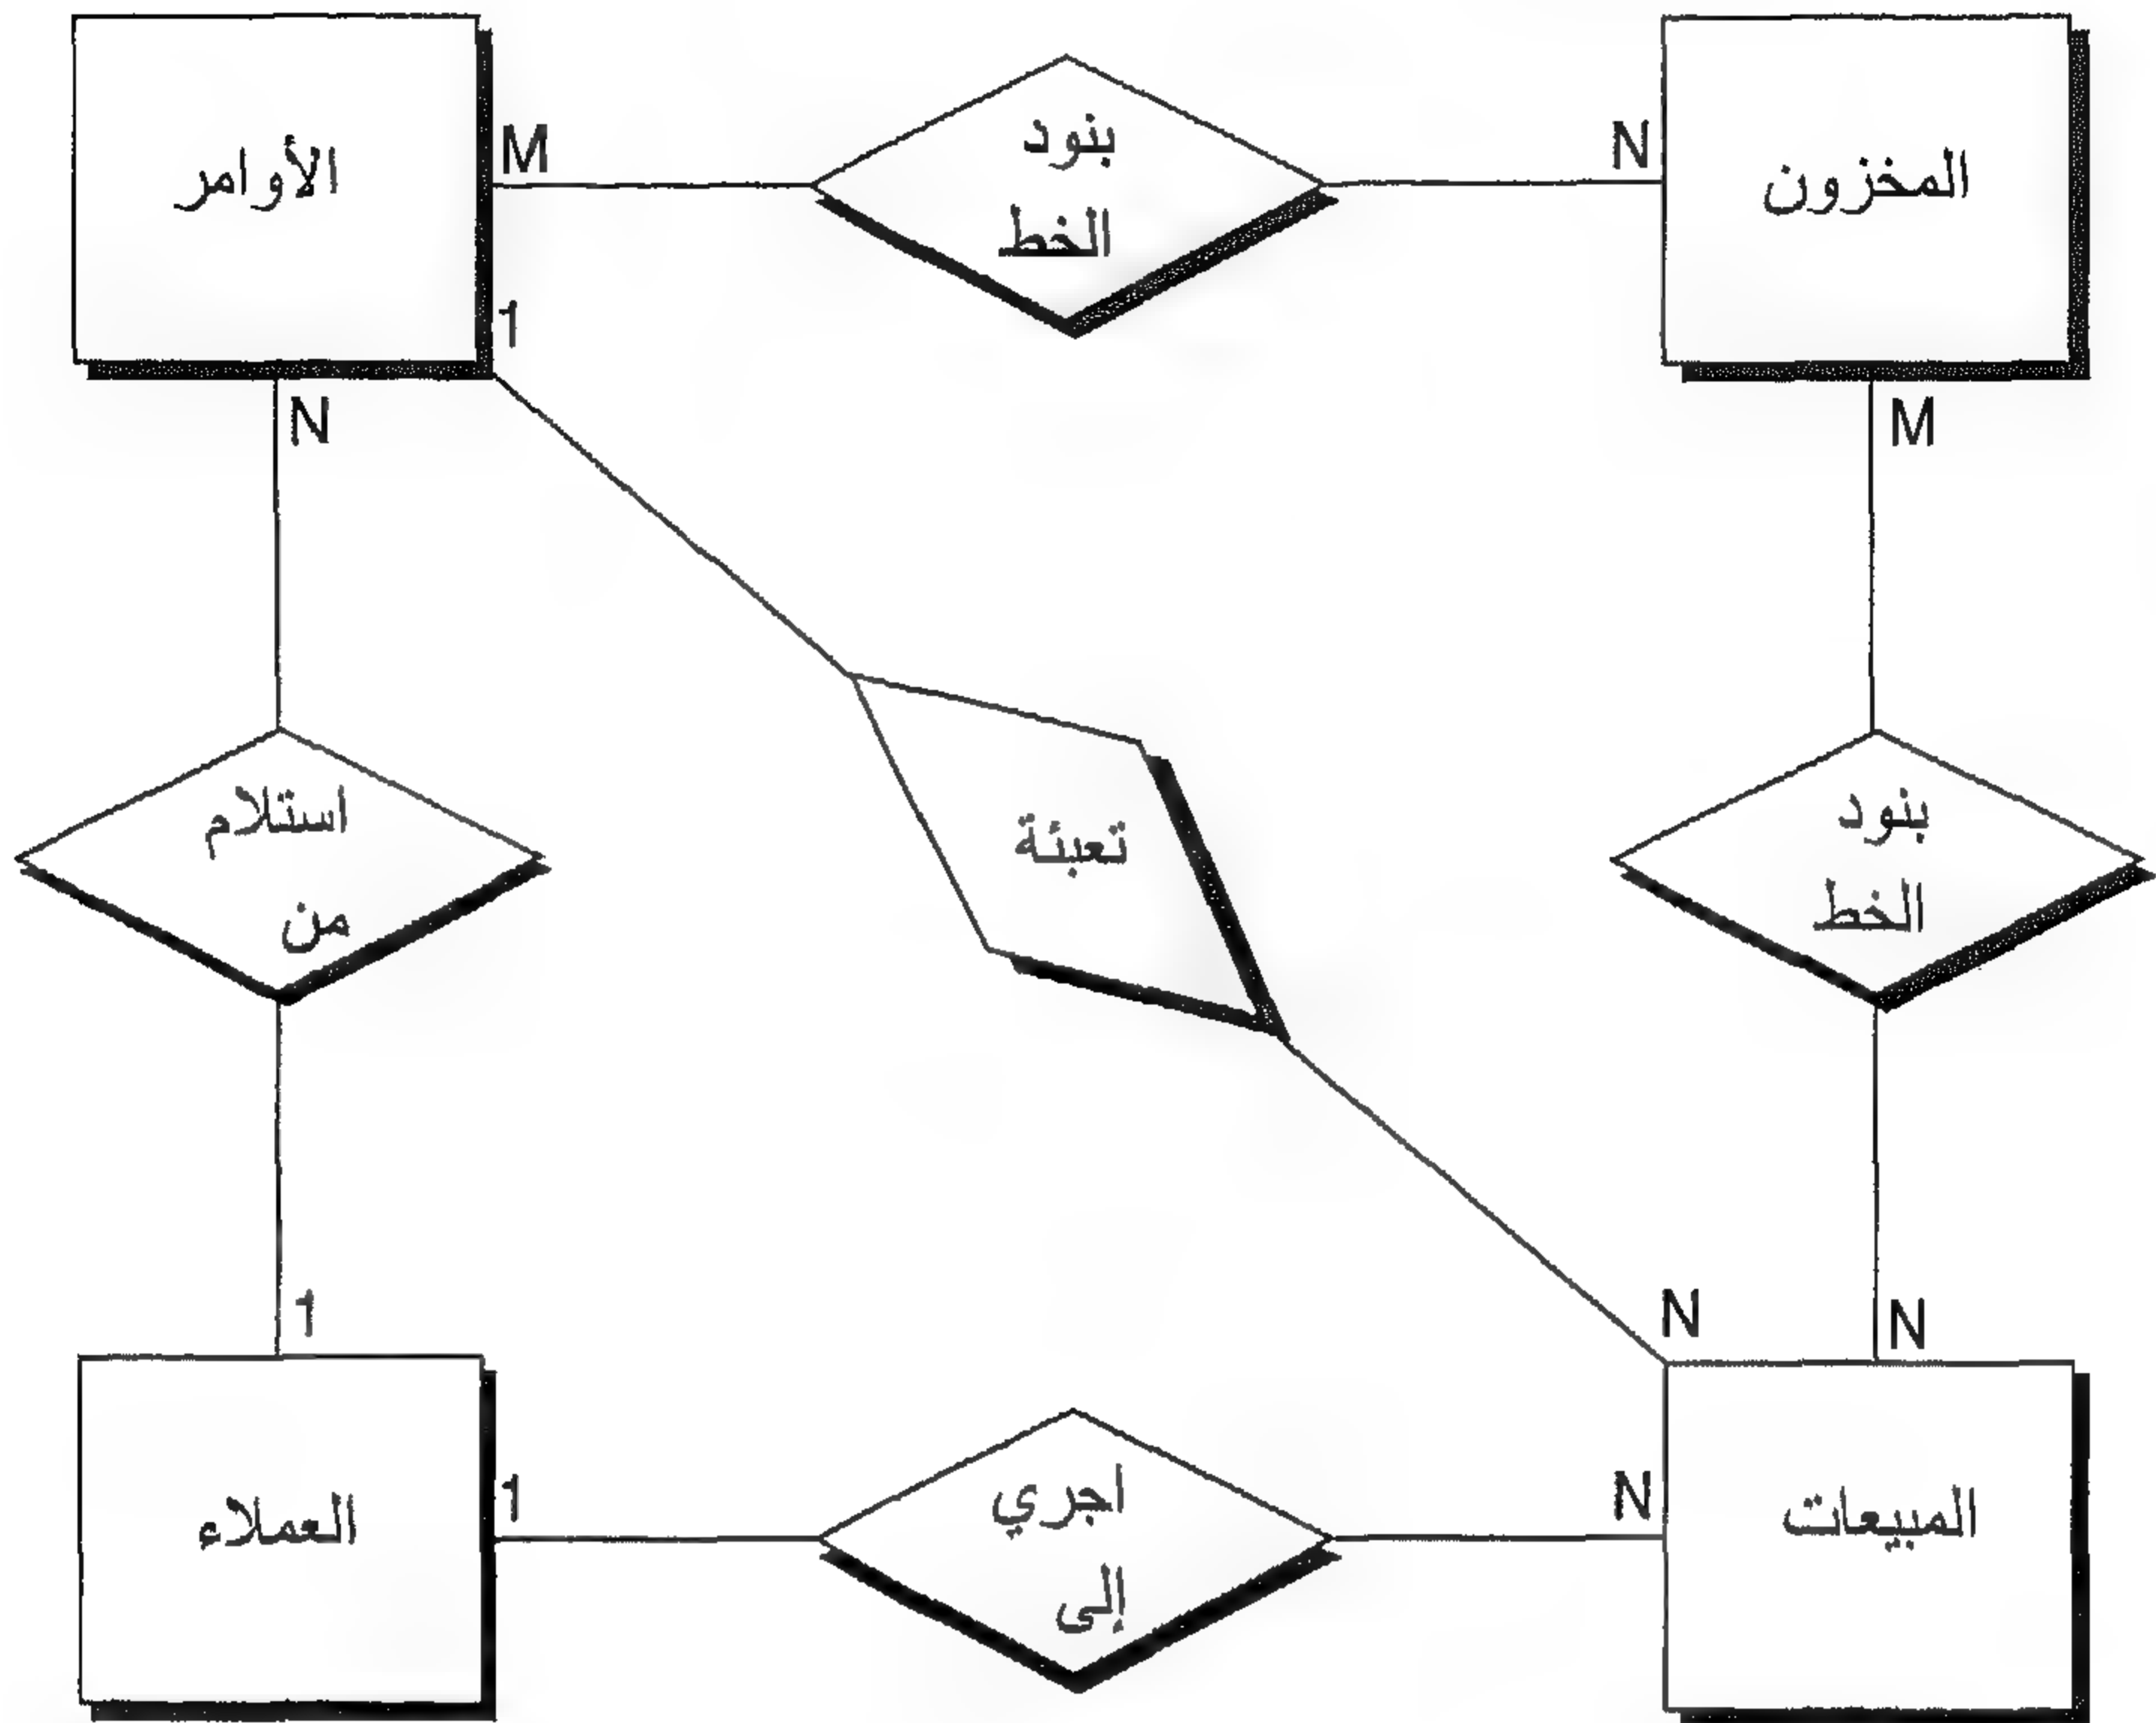 المخزون
N
بنود
الخط
M
الأوامر
1
N
M
استلام
من
تعبئة
بنود
الخط
1
N
N
العملاء
1
اجري
إلى
N
المبيعات